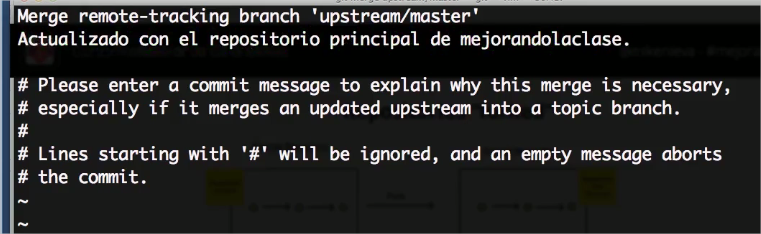 Merge remote-tracking branch 'upstream/master'
Actualizado con el repositorio principal de mejorandolaclase.
# Please enter a commit message to explain why this merge is necessary,
# especially if it merges an updated upstream into a topic branch.
#
# Lines starting with '#' will be ignored, and an empty message aborts
# the commit.
~
~